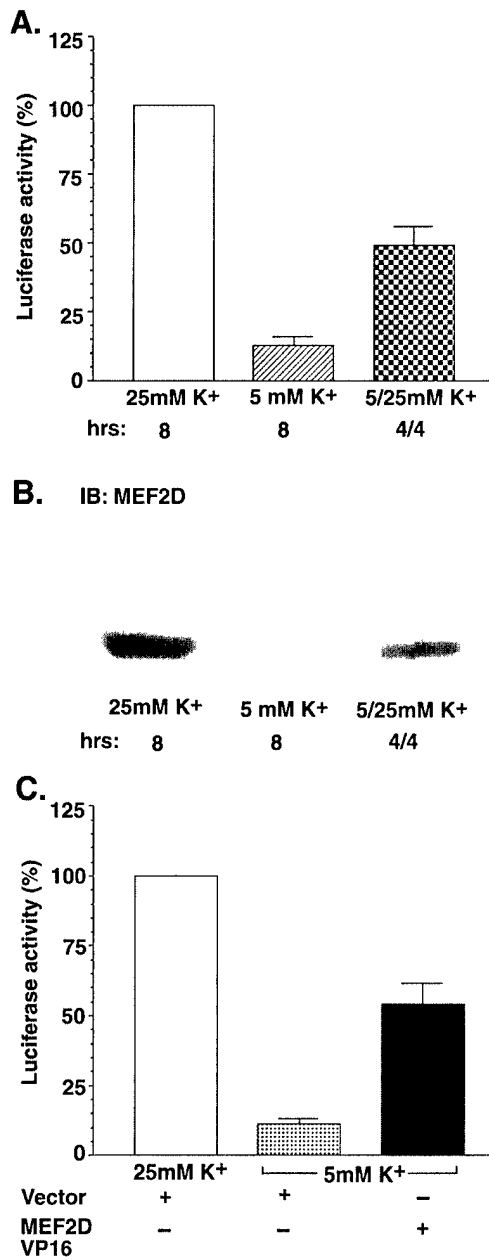 A.
125
100
75
50
25
0
Luciferase activity (%)
25mM K+ 5 mM K+ 5/25mM K+
hrs: 8 8 4/4
B. IB: MEF2D
25mM K+ 5 mM K+ 5/25mM K+
hrs: 8 8 4/4
C.
125
100
75
50
25
0
Luciferase activity (%)
25mM K+ 5mM K+
Vector + + –
MEF2D – – +
VP16